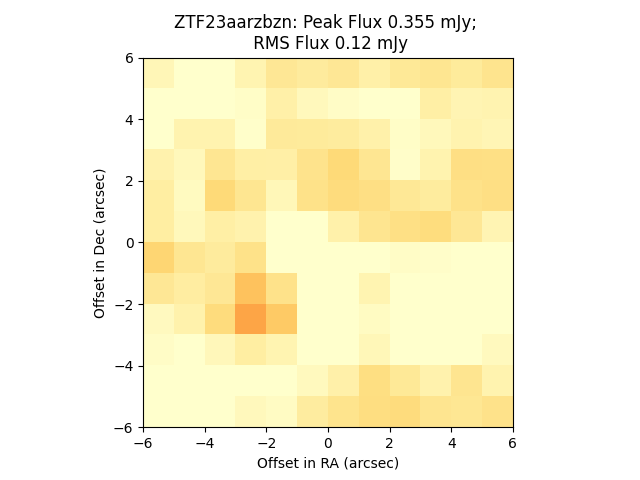 ZTF23aarzbzn: Peak Flux 0.355 mJy;
RMS Flux 0.12 mJy
6
4
2
0
−2
−4
−6
Offset in Dec (arcsec)
−6 −4 −2 0 2 4 6
Offset in RA (arcsec)